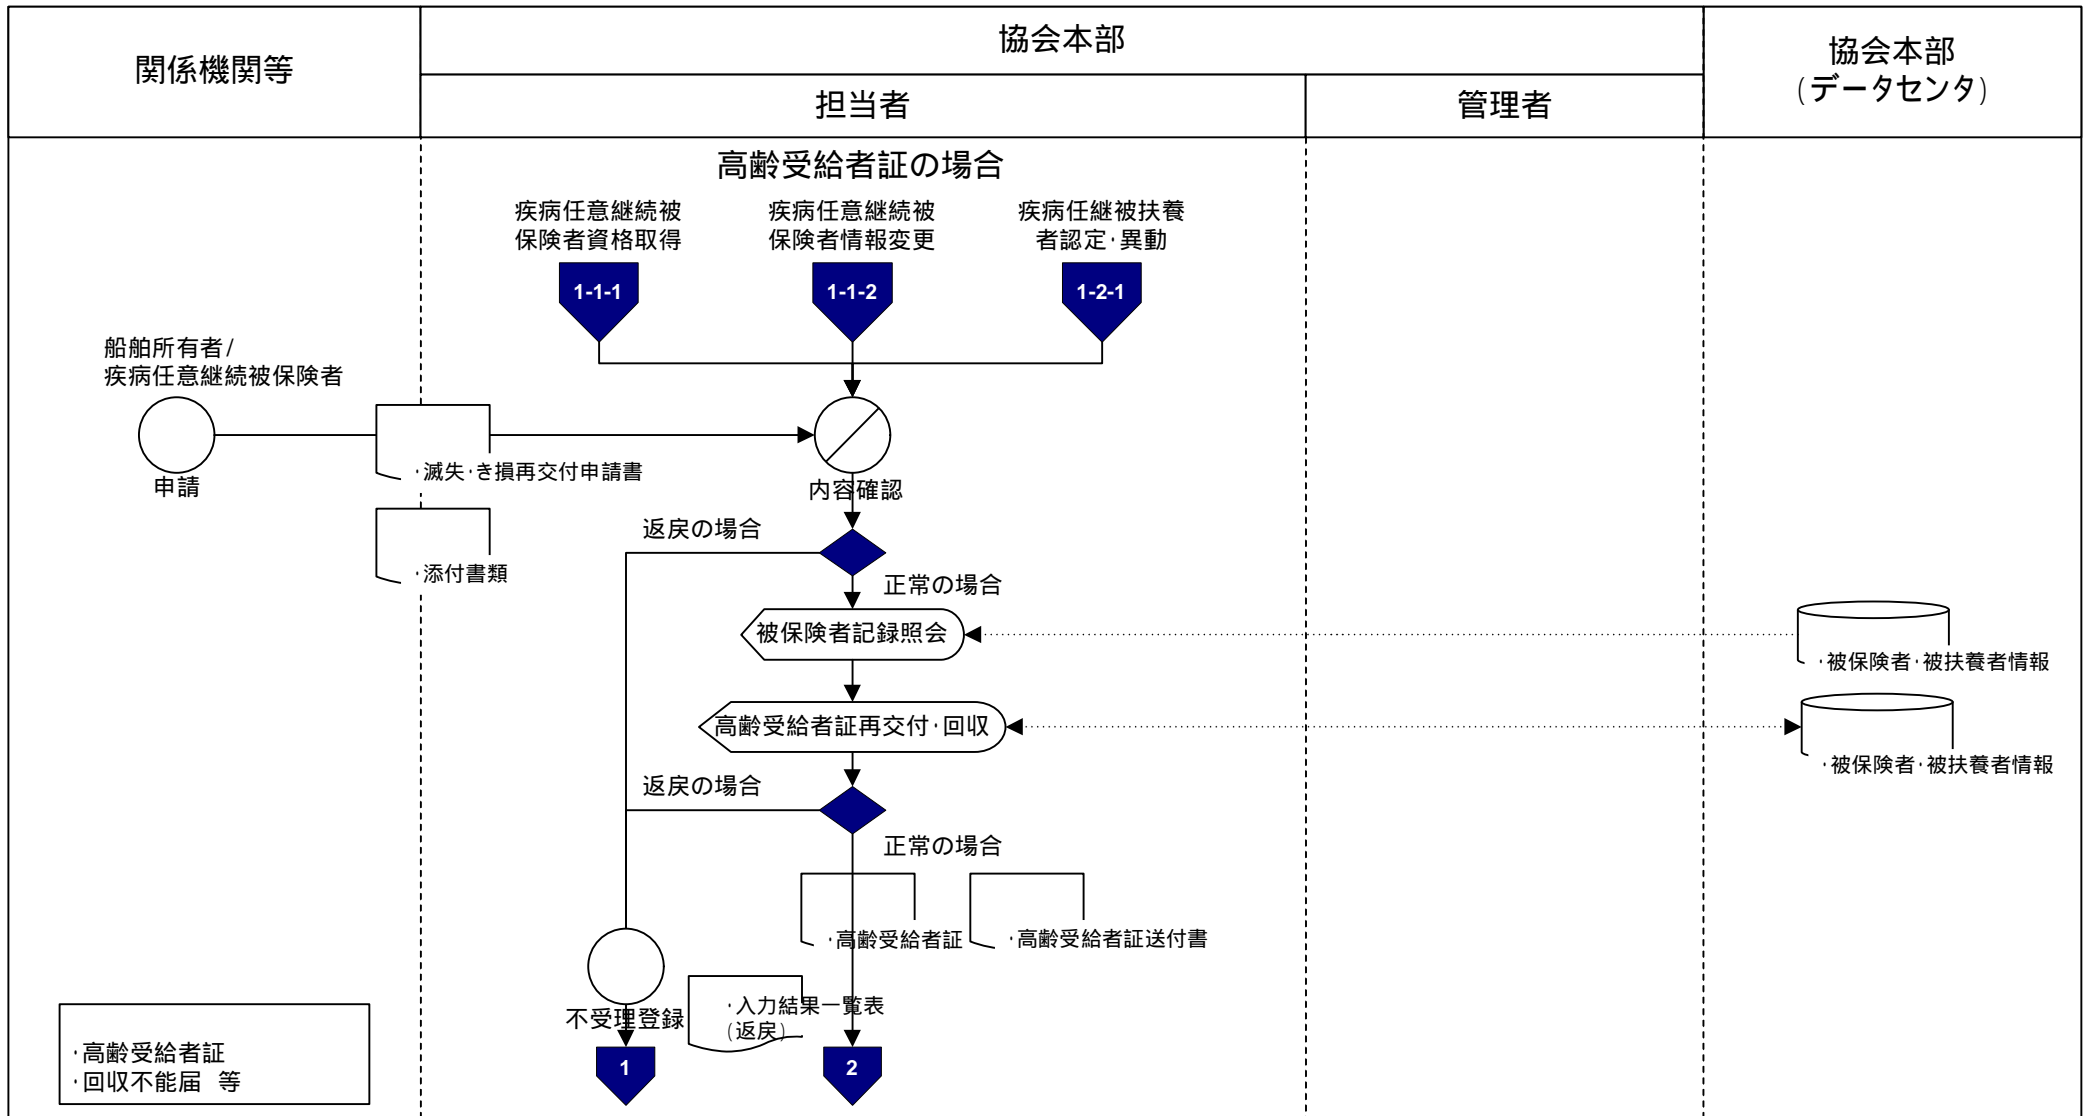 関係機関等
協会本部
担当者
管理者
協会本部
(データセンタ)
高齢受給者証の場合
疾病任意継続被
保険者資格取得
疾病任意継続被
保険者情報変更
疾病任継被扶養
者認定・異動
1-1-1
1-1-2
1-2-1
船舶所有者/
疾病任意継続被保険者
申請
・滅失・き損再交付申請書
・添付書類
内容確認
返戻の場合
正常の場合
被保険者記録照会
・被保険者・被扶養者情報
高齢受給者証再交付・回収
・被保険者・被扶養者情報
返戻の場合
正常の場合
・高齢受給者証
・高齢受給者証送付書
不受理登録
・入力結果一覧表
(返戻)
1
2
・高齢受給者証
・回収不能届 等